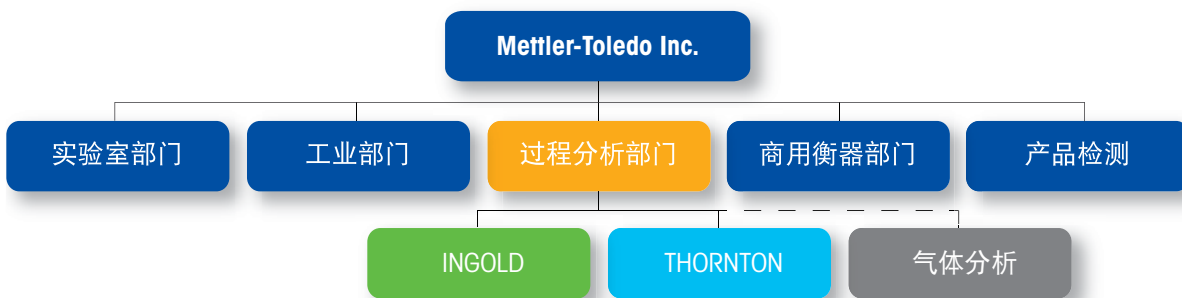 Mettler-Toledo Inc.
实验室部门
工业部门
过程分析部门
商用衡器部门
产品检测
INGOLD
THORNTON
气体分析